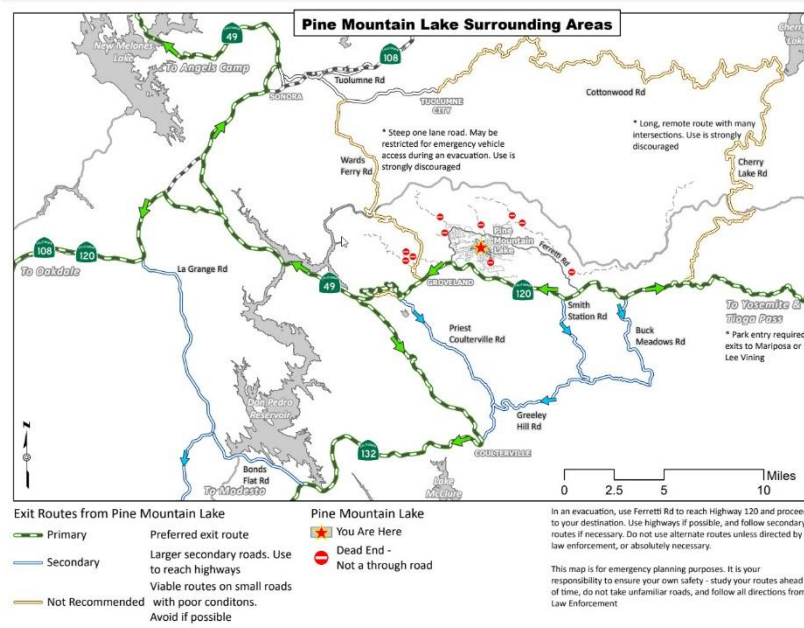 Pine Mountain Lake Surrounding Areas
New Melones
Lake
To Angels Camp
49
108
Tuolumne Rd
SONORA
TUOLUMNE
CITY
Cottonwood Rd
Cherry
Lake
* Steep one lane road. May be
restricted for emergency vehicle
access during an evacuation. Use is
strongly discouraged
* Long, remote route with many
intersections. Use is strongly
discouraged
Wards
Ferry Rd
Cherry
Lake Rd
Pine
Mountain
Lake
Ferretti Rd
108
120
To Oakdale
La Grange Rd
49
GROVELAND
120
Smith
Station Rd
Buck
Meadows Rd
To Yosemite &
Tioga Pass
* Park entry required
exits to Mariposa or
Lee Vining
Priest
Coulterville Rd
Greeley
Hill Rd
Don Pedro
Reservoir
132
COULTERVILLE
Bonds
Flat Rd
To Modesto
Lake
McClure
N
0 2.5 5 10 Miles
Exit Routes from Pine Mountain Lake
Primary Preferred exit route
Secondary Larger secondary roads. Use
to reach highways
Not Recommended Viable routes on small roads
with poor conditons.
Avoid if possible
Pine Mountain Lake
You Are Here
Dead End -
Not a through road
In an evacuation, use Ferretti Rd to reach Highway 120 and proceed
to your destination. Use highways if possible, and follow secondary
routes if necessary. Do not use alternate routes unless directed by
law enforcement, or absolutely necessary.
This map is for emergency planning purposes. It is your
responsibility to ensure your own safety - study your routes ahead
of time, do not take unfamiliar roads, and follow all directions from
Law Enforcement